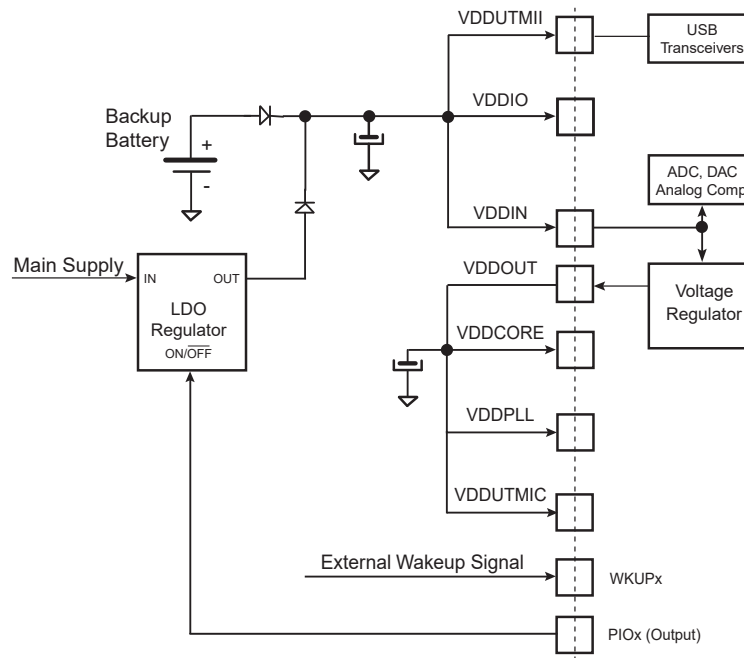 VDDUTMII
USB
Transceivers
Backup
Battery
+
-
VDDIO
ADC, DAC
Analog Comp
VDDIN
Main Supply
IN
OUT
LDO
Regulator
ON/OFF
VDDOUT
Voltage
Regulator
VDDCORE
VDDPLL
VDDUTMIC
External Wakeup Signal
WKUPx
PIOx (Output)